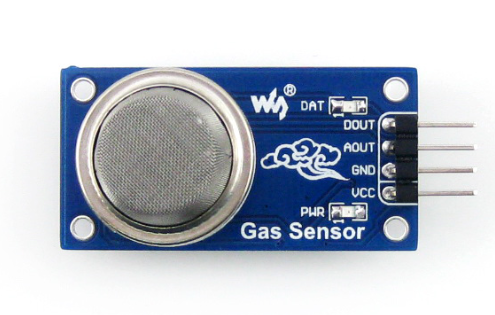 W ®
DAT
DOUT
AOUT
GND
VCC
PWR
Gas Sensor